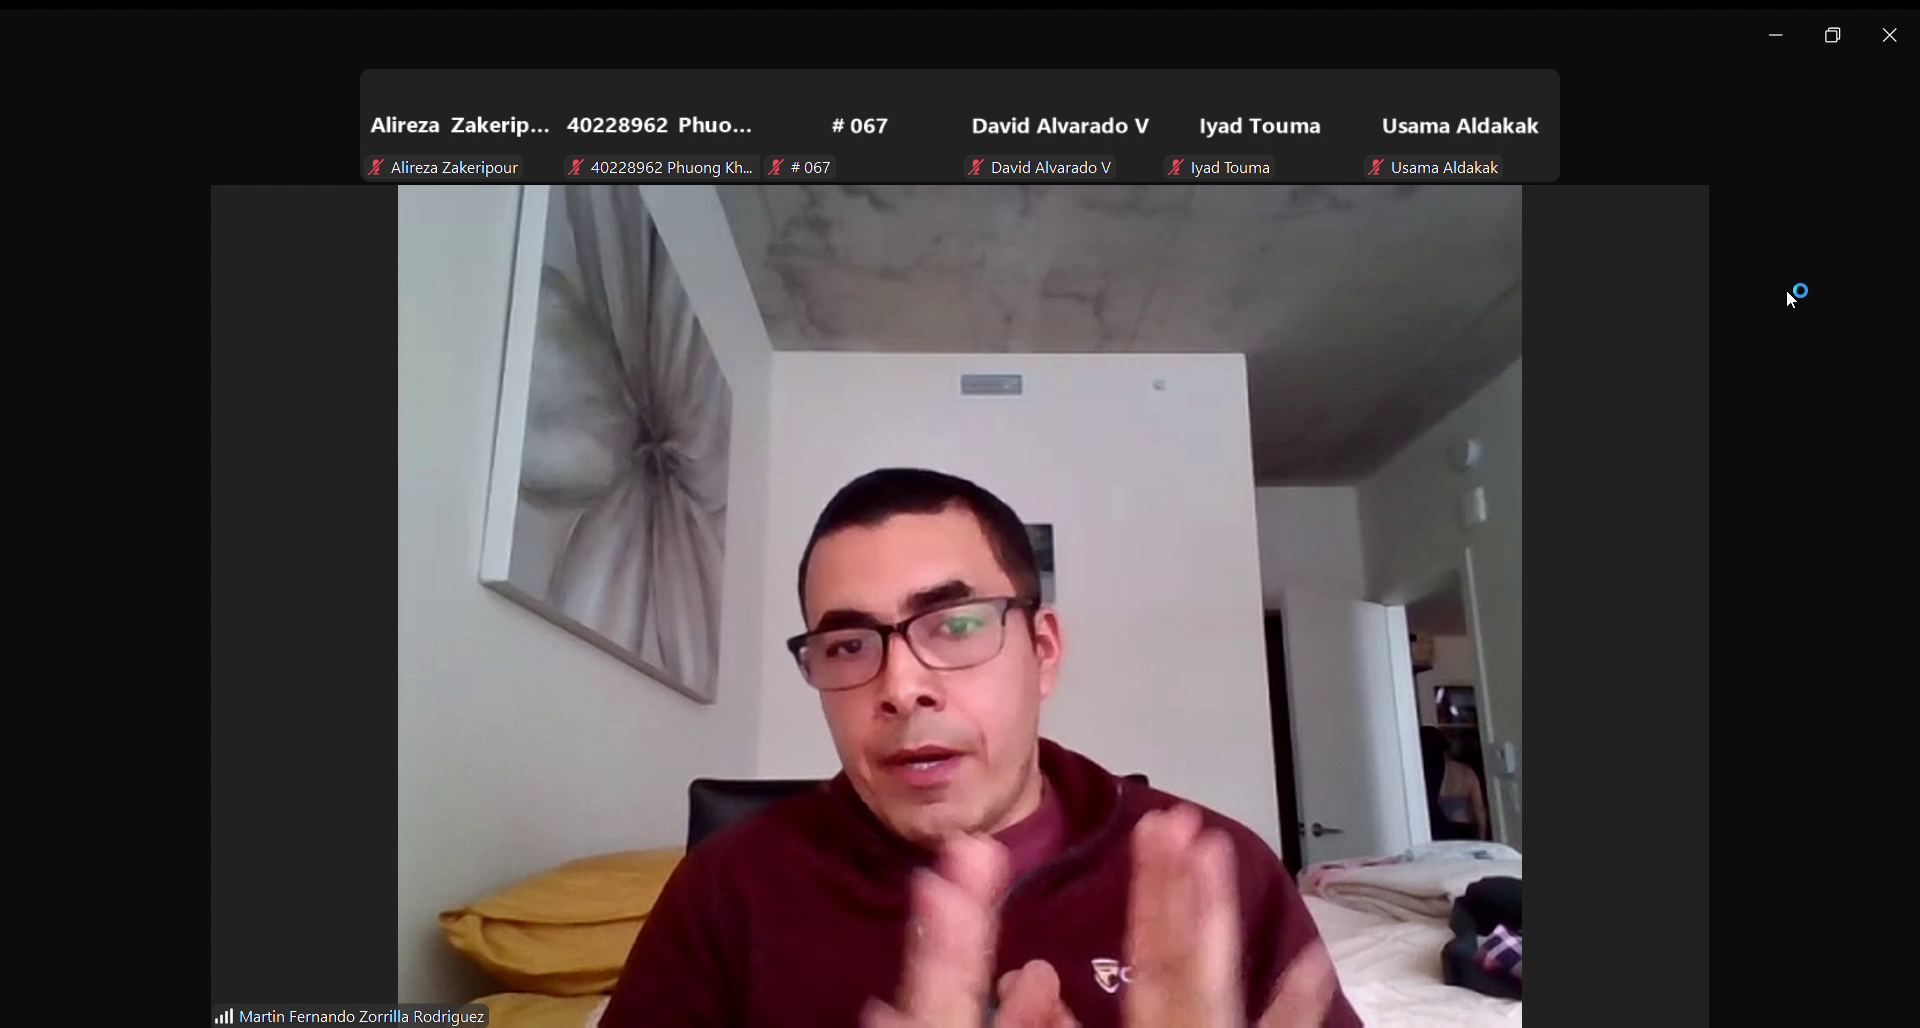 Alireza Zakerip...
40228962 Phuo...
# 067
David Alvarado V
Iyad Touma
Usama Aldakak
Alireza Zakeripour
40228962 Phuong Kh...
# 067
David Alvarado V
Iyad Touma
Usama Aldakak
Martin Fernando Zorrilla Rodriguez